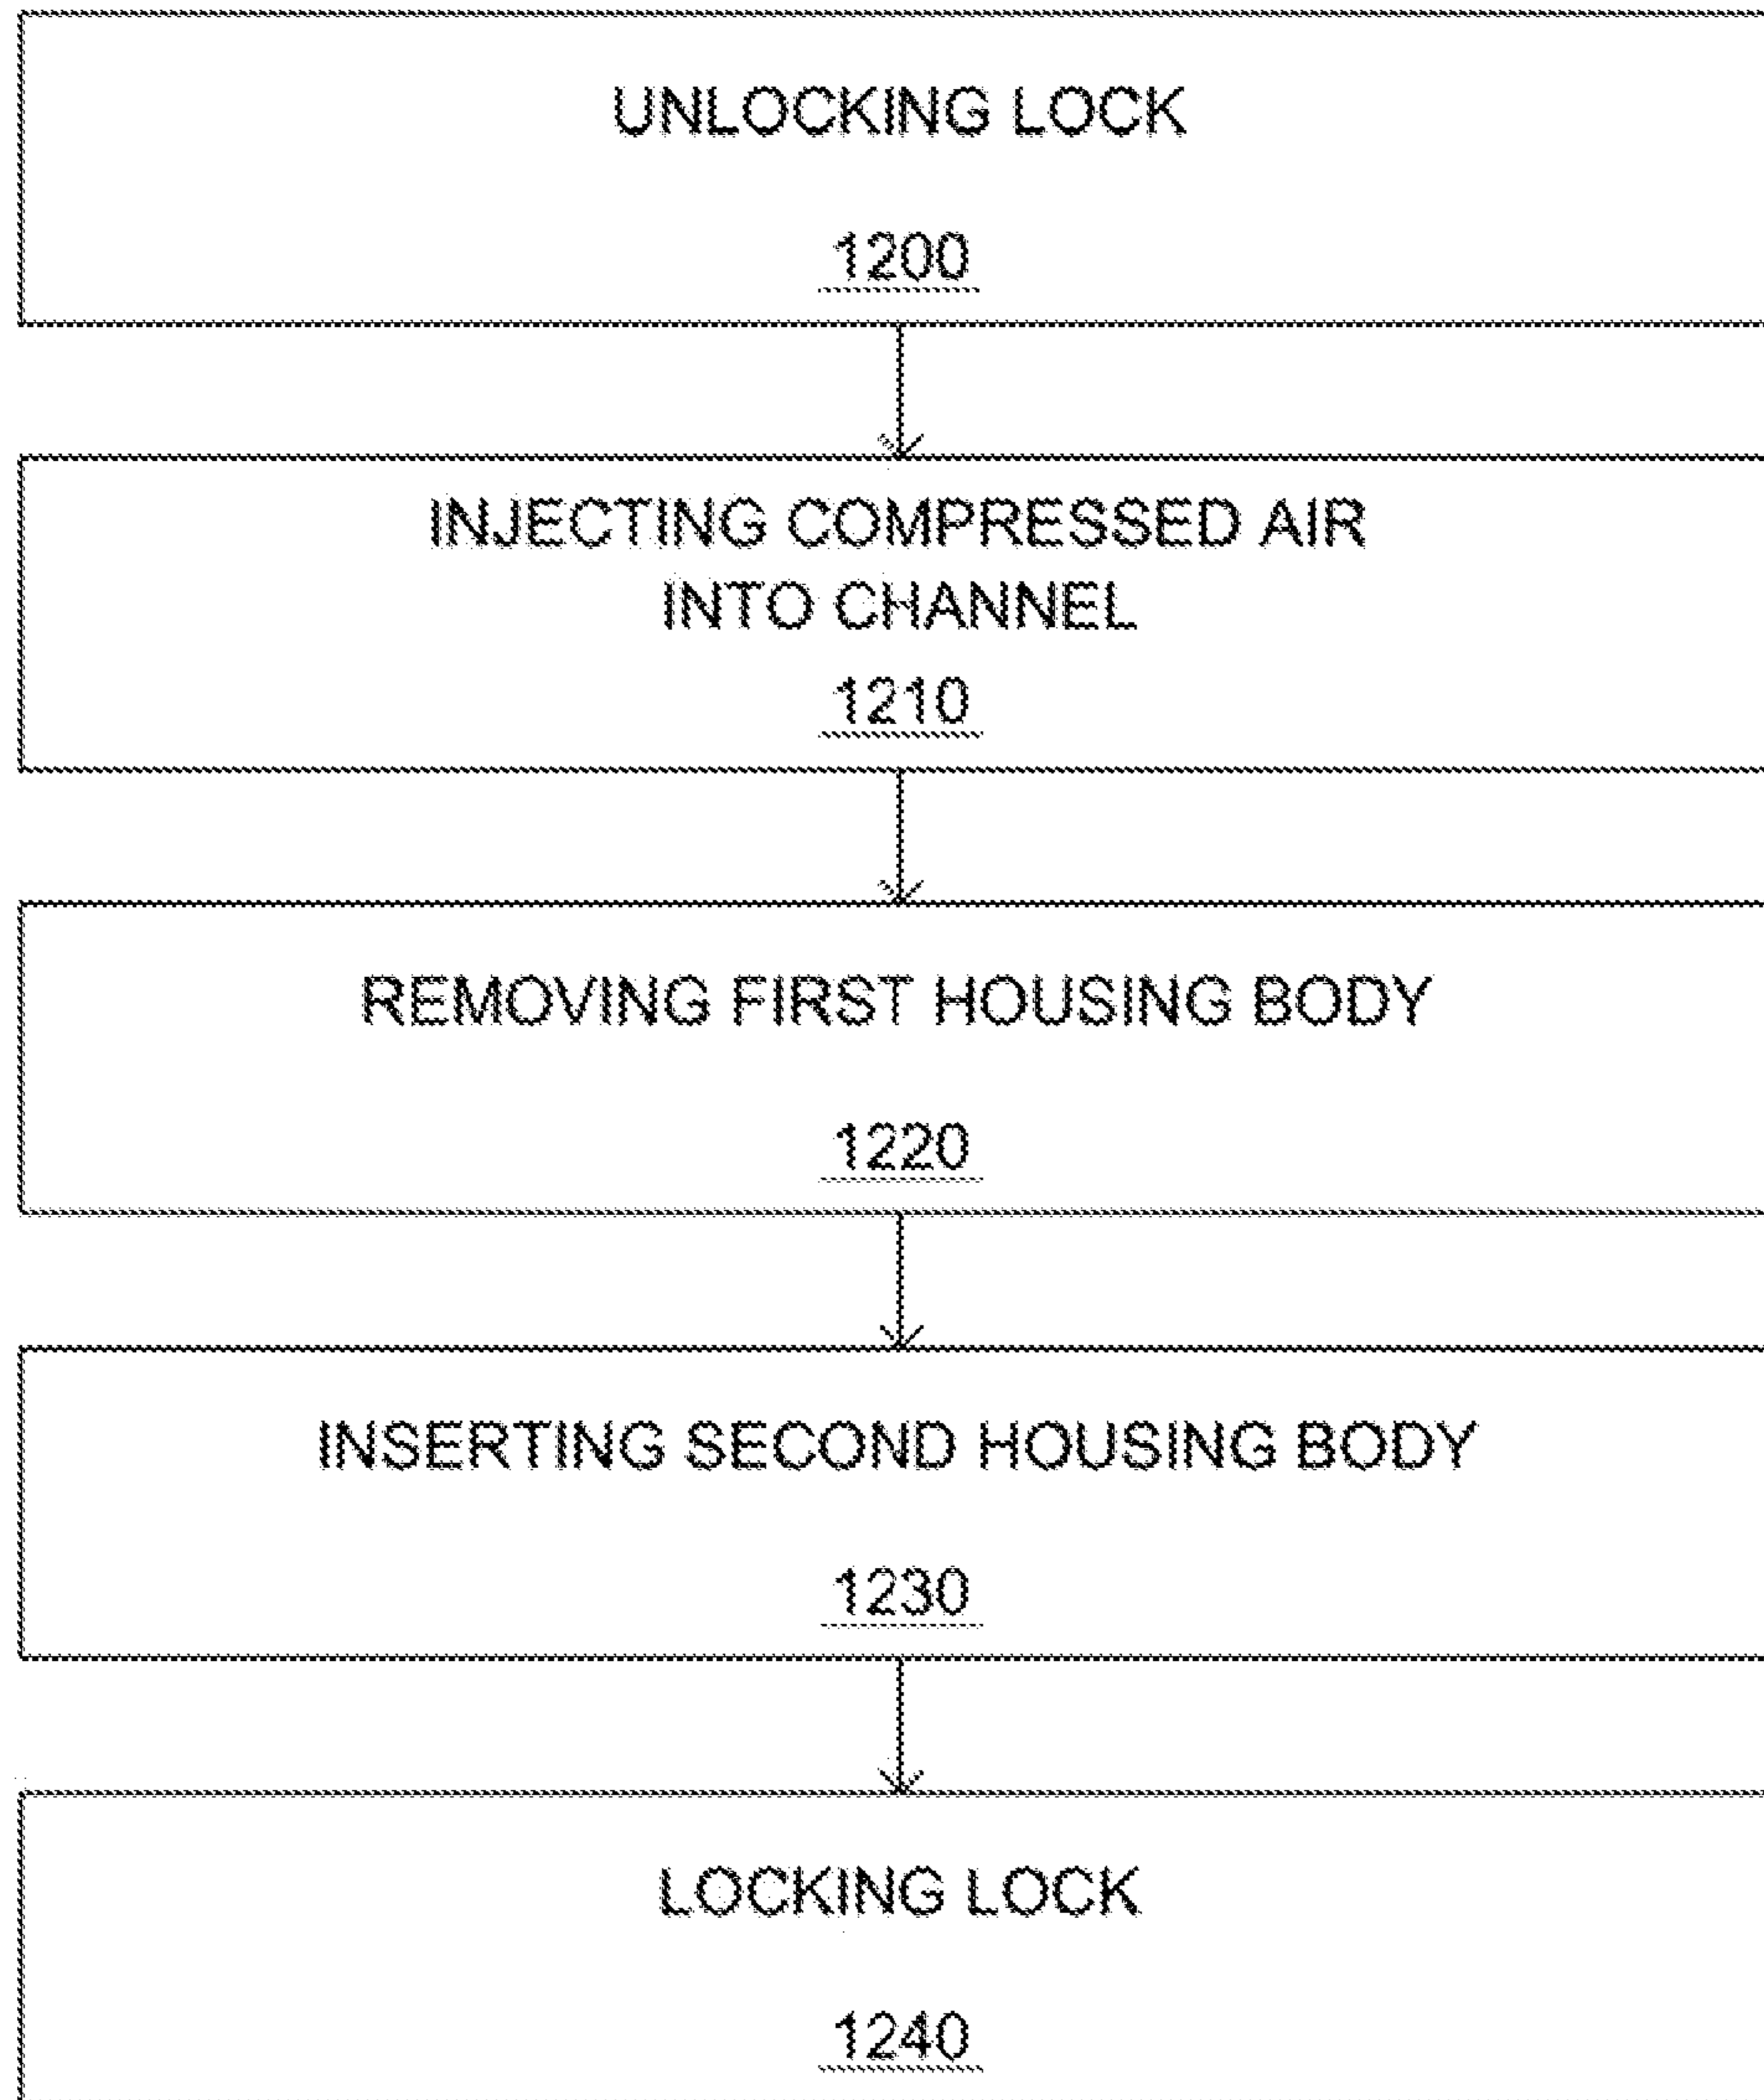 UNLOCKING LOCK
1200
INJECTING COMPRESSED AIR
INTO CHANNEL
1210
REMOVING FIRST HOUSING BODY
1220
INSERTING SECOND HOUSING BODY
1230
LOCKING LOCK
1240